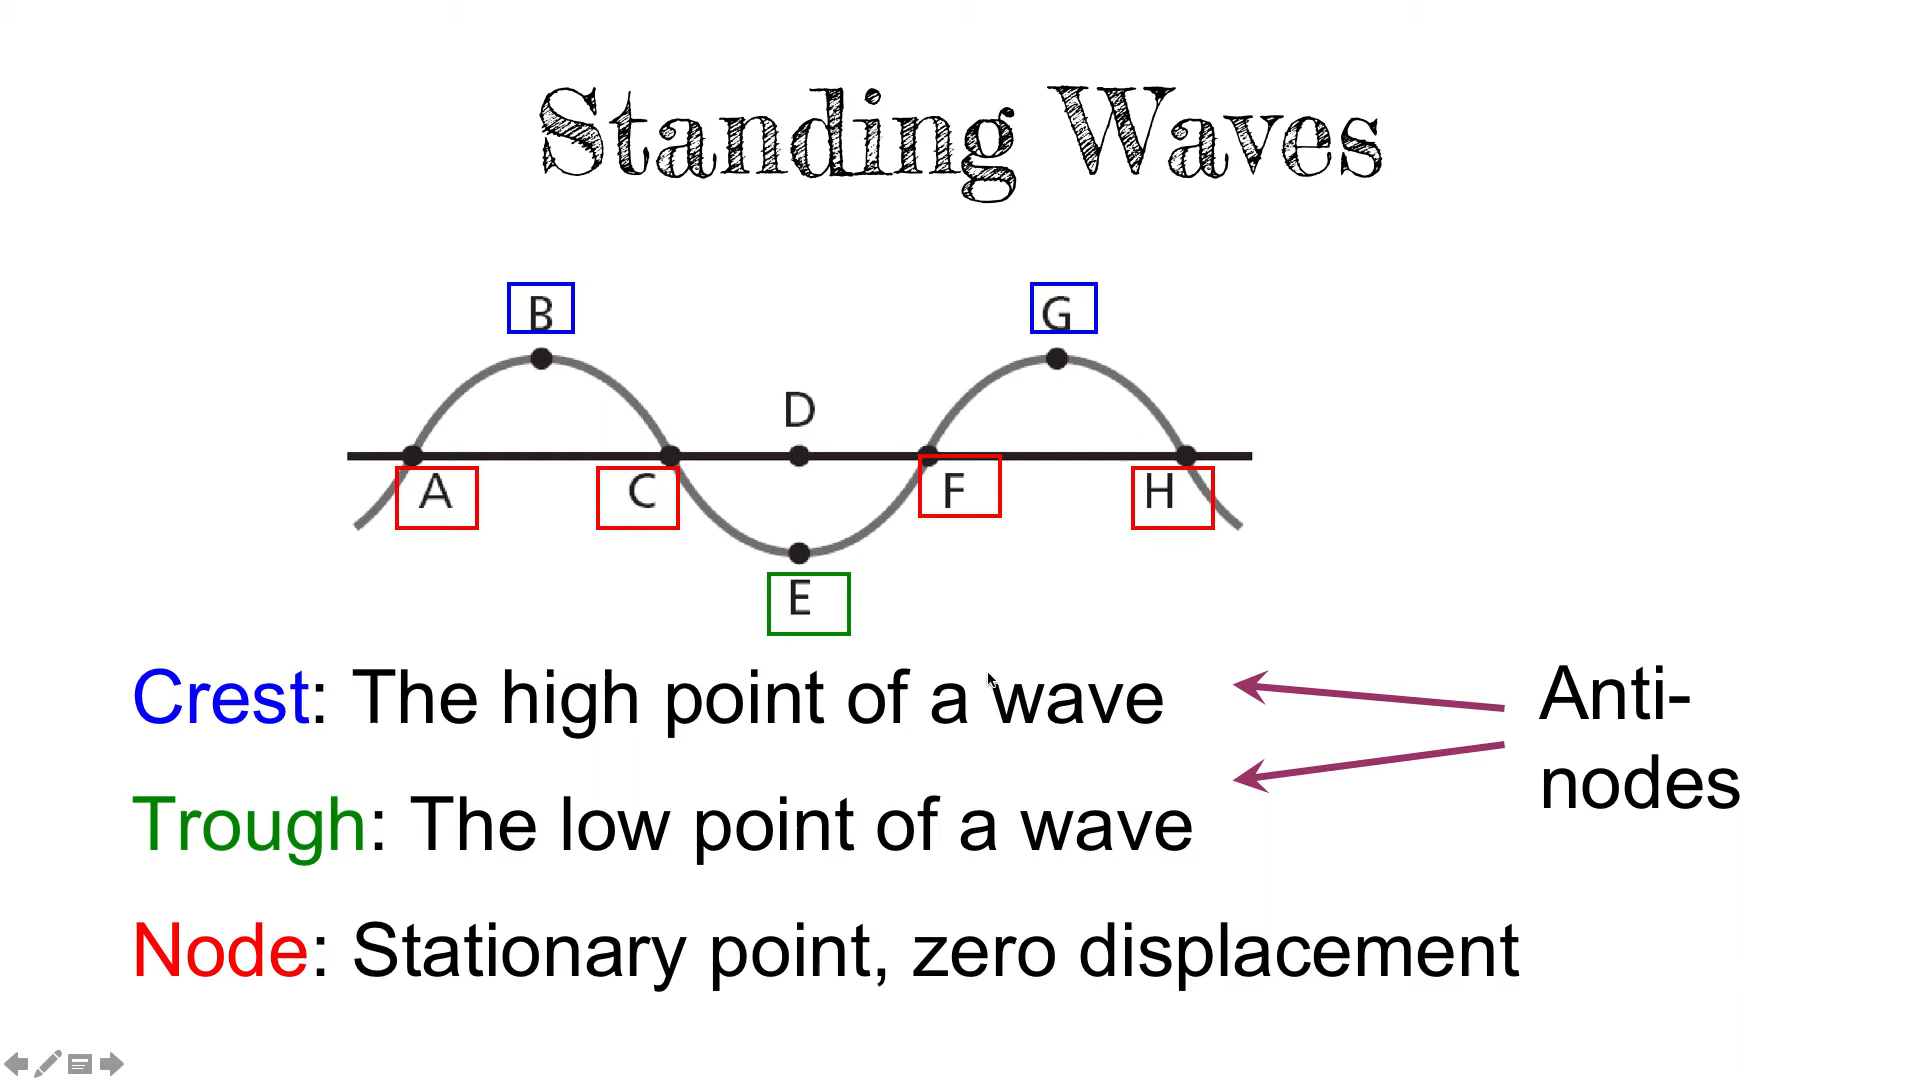 Standing Waves
B
G
D
A
C
F
H
E
Crest: The high point of a wave
Trough: The low point of a wave
Node: Stationary point, zero displacement
Anti-
nodes